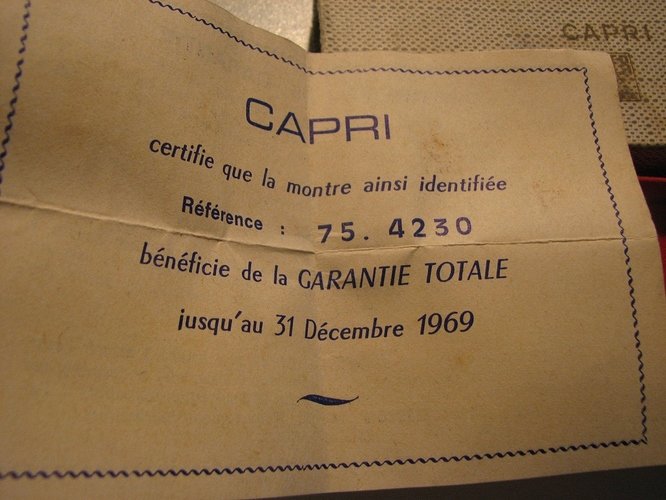 CAPRI
CAPRI
certifie que la montre ainsi identifiée
Référence : 75. 4230
bénéficie de la GARANTIE TOTALE
jusqu'au 31 Décembre 1969